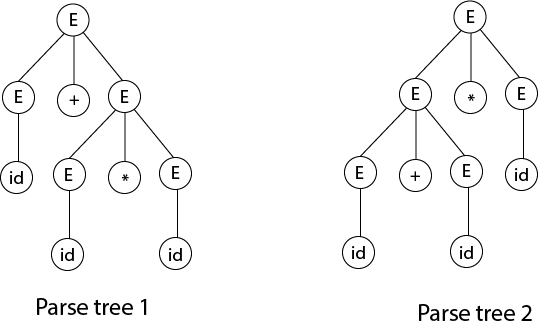 E
E + E
id E * E
id id
Parse tree 1
E
E * E
E + E id
id id
Parse tree 2